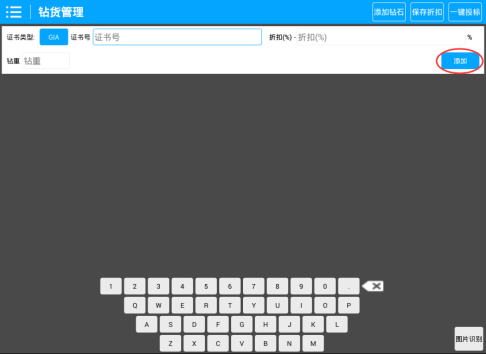 钻货管理 添加钻石 保存折扣 一键投标
证书类型: GIA 证书号 证书号 折扣(%) - 折扣(%) %
钻重 钻重 添加
1 2 3 4 5 6 7 8 9 0 .
Q W E R T Y U I O P
A S D F G H J K L
Z X C V B N M
图片识别